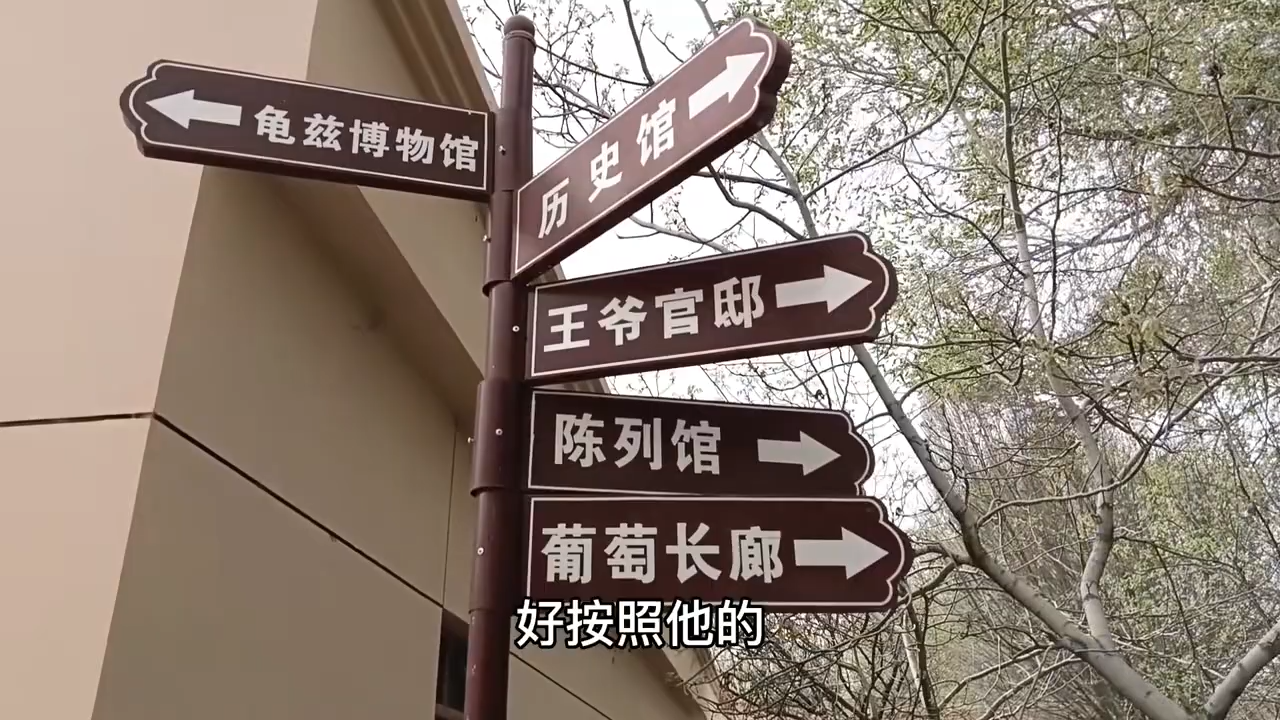 龟兹博物馆
历史馆
王爷官邸
陈列馆
葡萄长廊
好按照他的